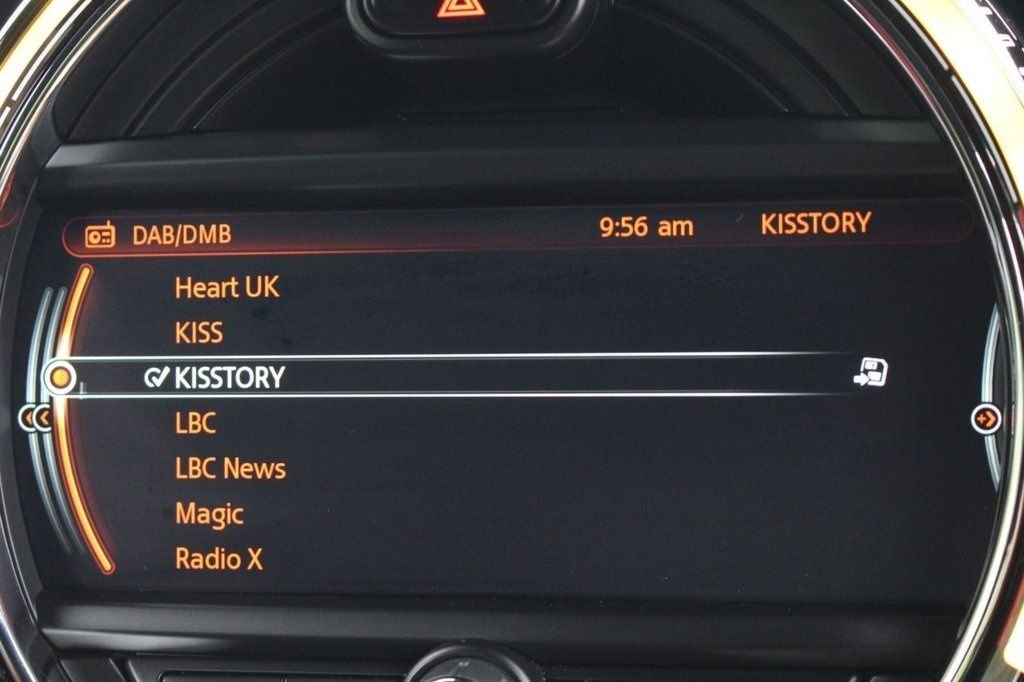 DAB/DMB 9:56 am KISSTORY
Heart UK
KISS
KISSTORY
LBC
LBC News
Magic
Radio X